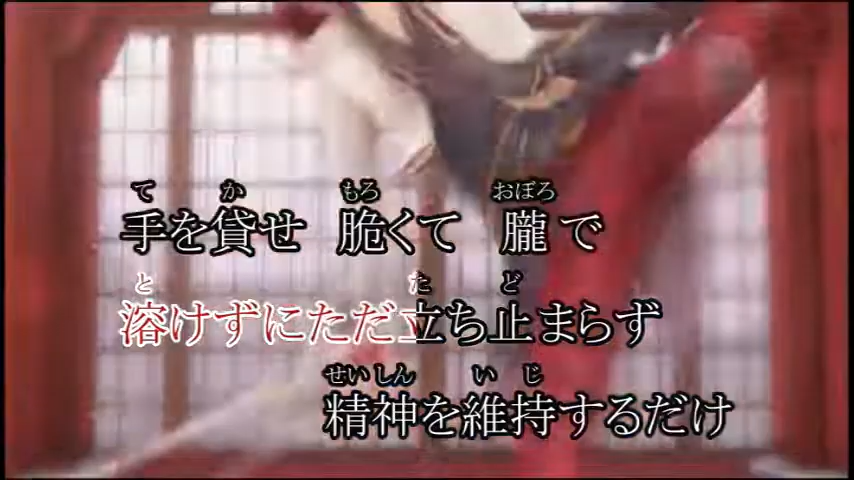 て か もろ おぼろ
手を貸せ 脆くて 朧で
と た ど
溶けずにただ立ち止まらず
せいしん い じ
精神を維持するだけ